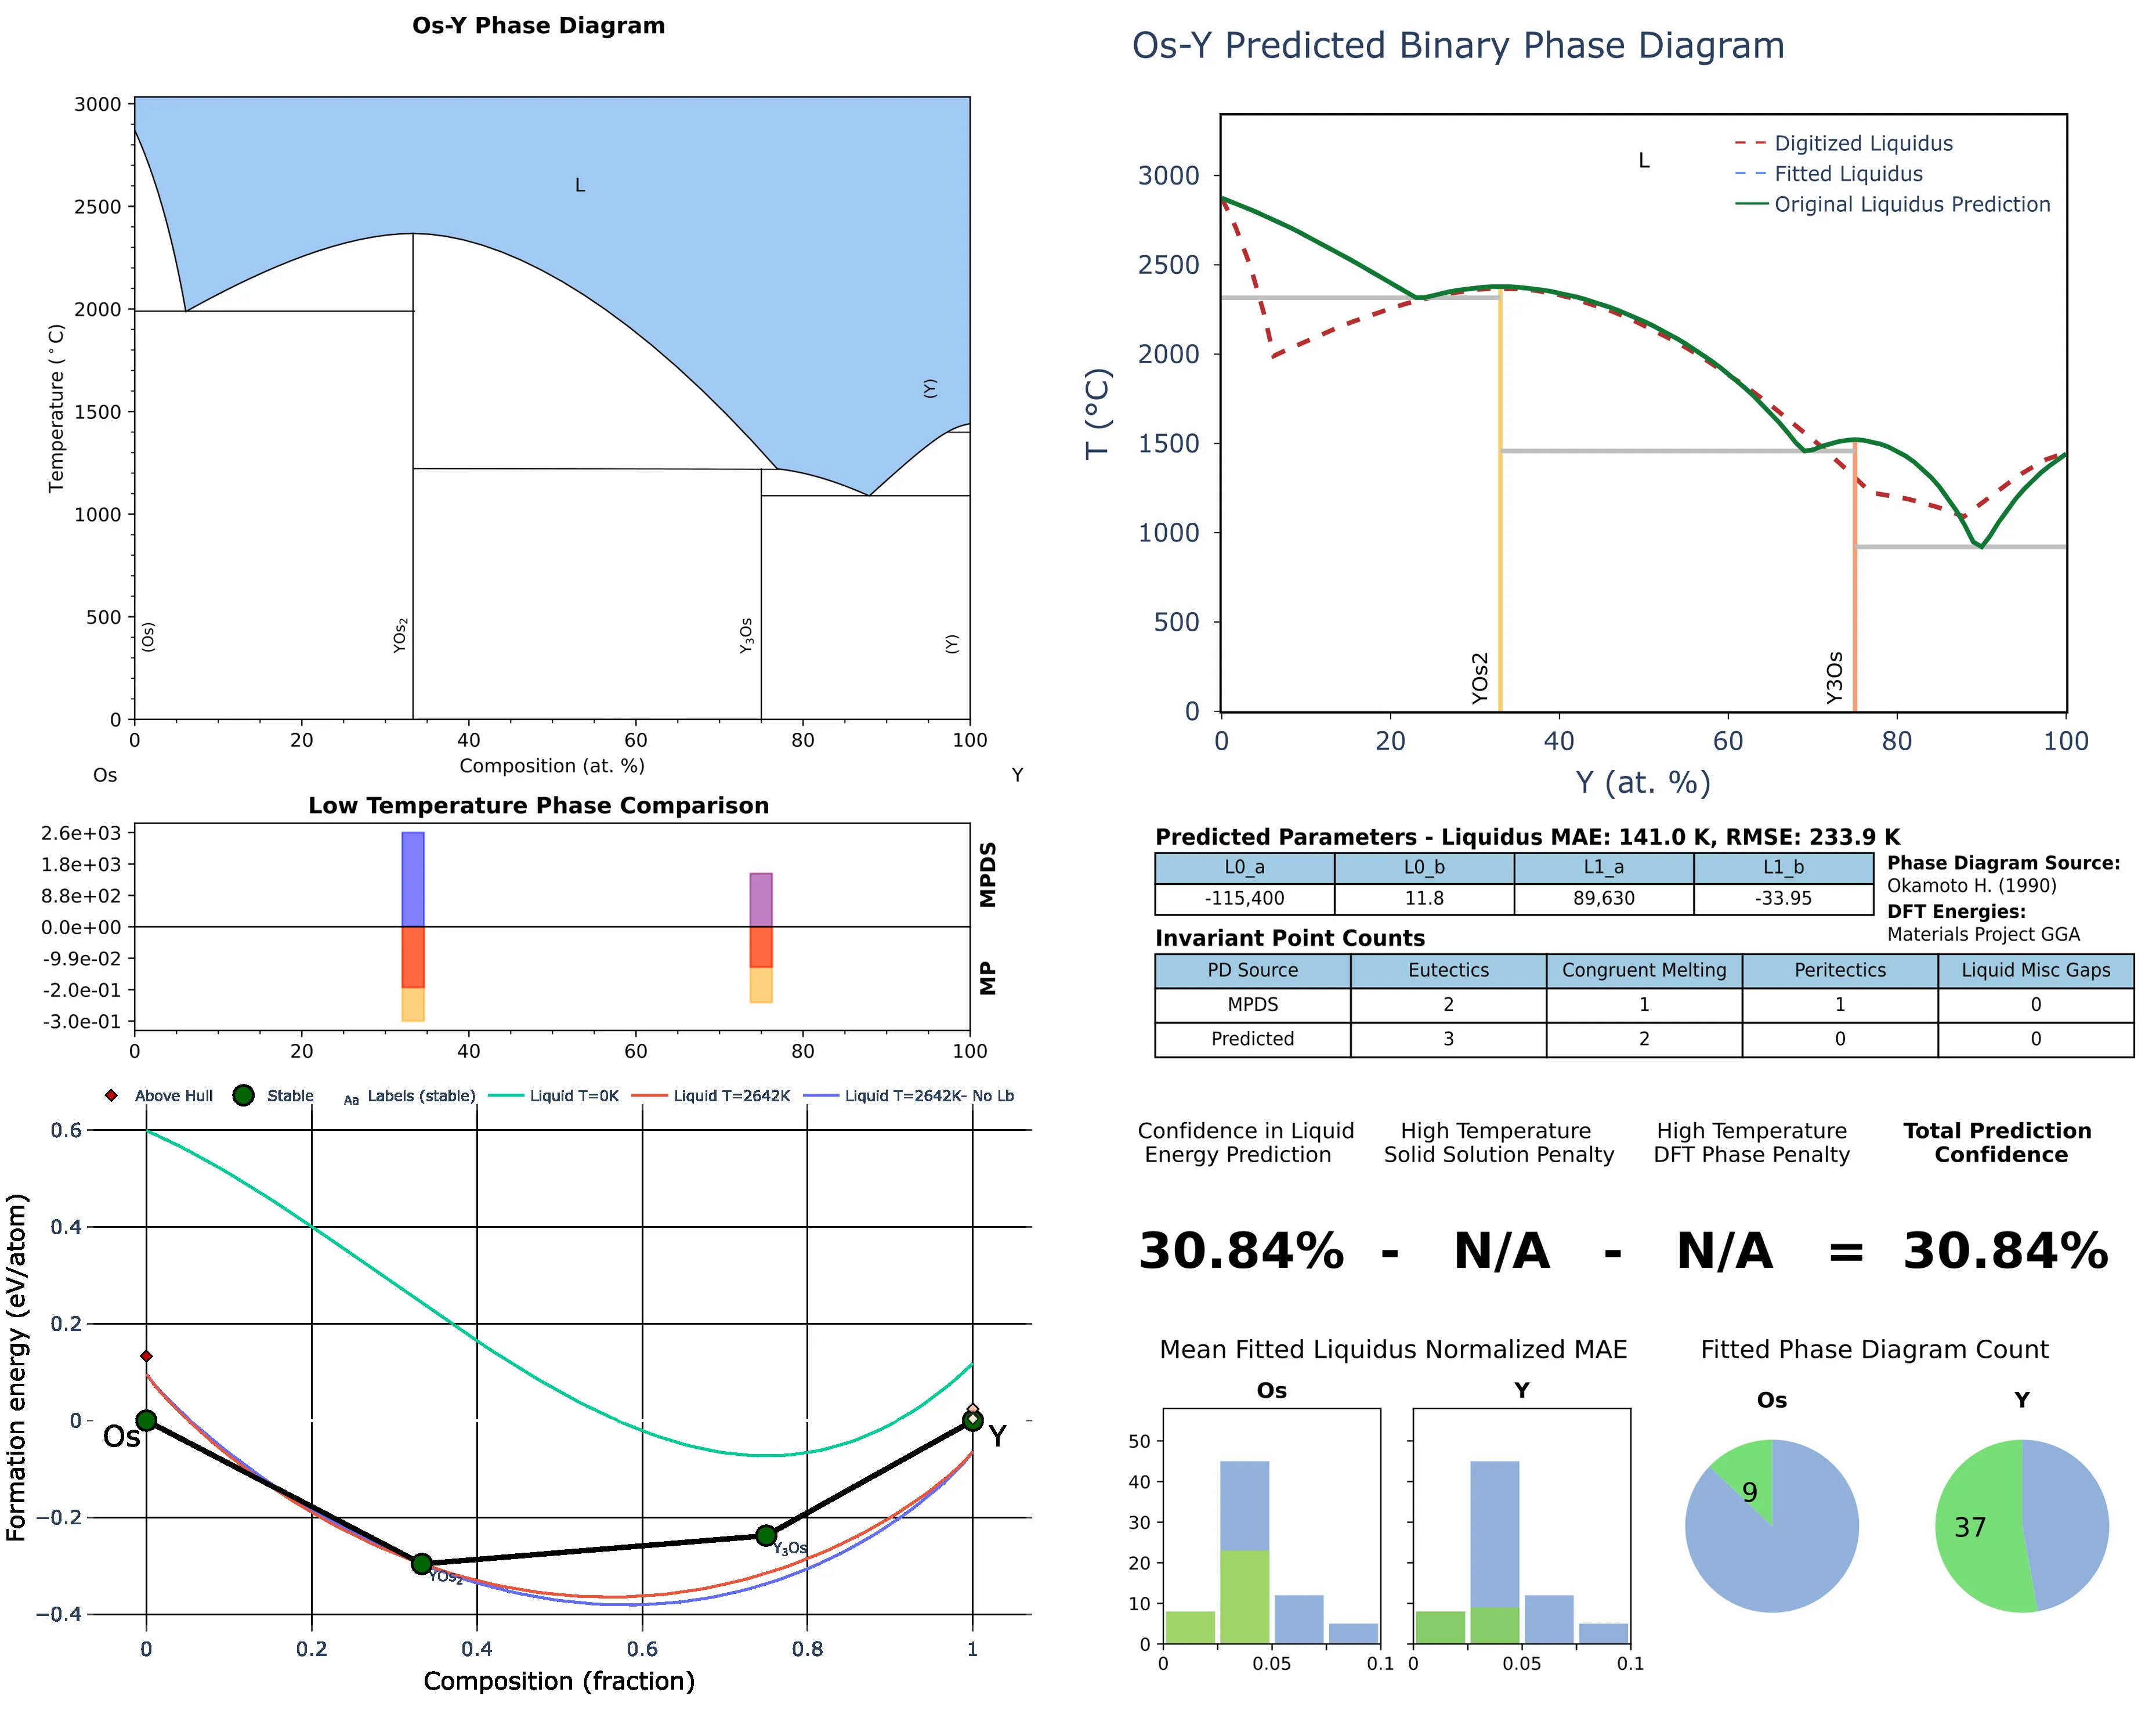 Os-Y Phase Diagram
3000
2500
2000
1500
1000
500
0
Temperature (°C)
L
(Y)
(Os)
YOs2
Y3Os
(Y)
0 20 40 60 80 100
Composition (at. %)
Os Y
Low Temperature Phase Comparison
2.6e+03
1.8e+03
8.8e+02
0.0e+00
-9.9e-02
-2.0e-01
-3.0e-01
MPDS
MP
0 20 40 60 80 100
Above Hull Stable Aa Labels (stable) Liquid T=0K Liquid T=2642K Liquid T=2642K- No Lb
0.6
0.4
0.2
0
−0.2
−0.4
Formation energy (eV/atom)
Os
YOs2
Y3Os
Y
0 0.2 0.4 0.6 0.8 1
Composition (fraction)
Os-Y Predicted Binary Phase Diagram
L
Digitized Liquidus
Fitted Liquidus
Original Liquidus Prediction
3000
2500
2000
1500
1000
500
0
T (°C)
YOs2
Y3Os
0 20 40 60 80 100
Y (at. %)
Predicted Parameters - Liquidus MAE: 141.0 K, RMSE: 233.9 K
L0_a L0_b L1_a L1_b
-115,400 11.8 89,630 -33.95
Phase Diagram Source:
Okamoto H. (1990)
DFT Energies:
Materials Project GGA
Invariant Point Counts
PD Source Eutectics Congruent Melting Peritectics Liquid Misc Gaps
MPDS 2 1 1 0
Predicted 3 2 0 0
Confidence in Liquid
Energy Prediction
High Temperature
Solid Solution Penalty
High Temperature
DFT Phase Penalty
Total Prediction
Confidence
30.84% - N/A - N/A = 30.84%
Mean Fitted Liquidus Normalized MAE
Os Y
50
40
30
20
10
0
0 0.05 0.1 0 0.05 0.1
Fitted Phase Diagram Count
Os Y
9
37